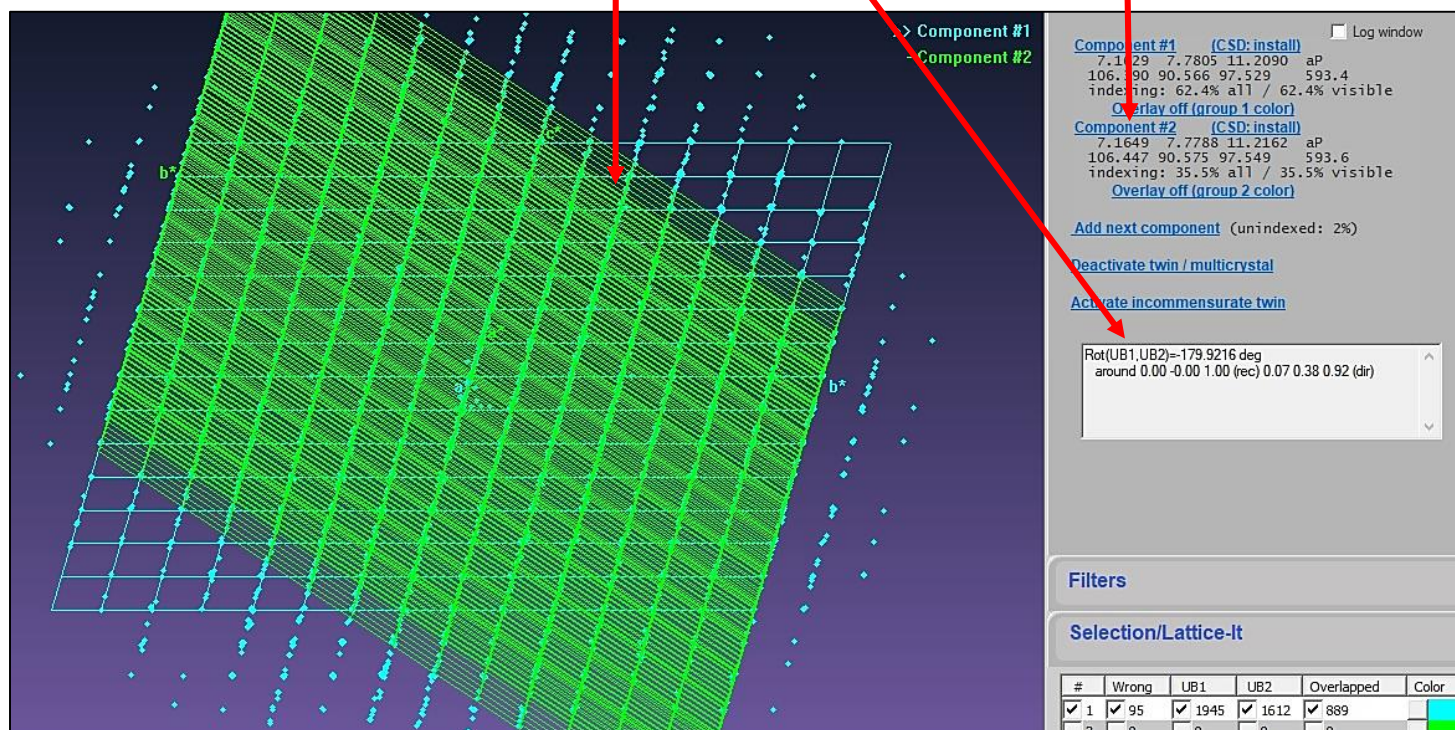 >> Component #1
- Component #2
c*
b*
c*
a*
b*
Log window
Component #1 (CSD: install)
7.1629 7.7805 11.2090 aP
106.390 90.566 97.529 593.4
indexing: 62.4% all / 62.4% visible
Overlay off (group 1 color)
Component #2 (CSD: install)
7.1649 7.7788 11.2162 aP
106.447 90.575 97.549 593.6
indexing: 35.5% all / 35.5% visible
Overlay off (group 2 color)
Add next component (unindexed: 2%)
Deactivate twin / multicrystal
Activate incommensurate twin
Rot(UB1,UB2)=-179.9216 deg
around 0.00 -0.00 1.00 (rec) 0.07 0.38 0.92 (dir)
Filters
Selection/Lattice-It
# Wrong UB1 UB2 Overlapped Color
1 95 1945 1612 889